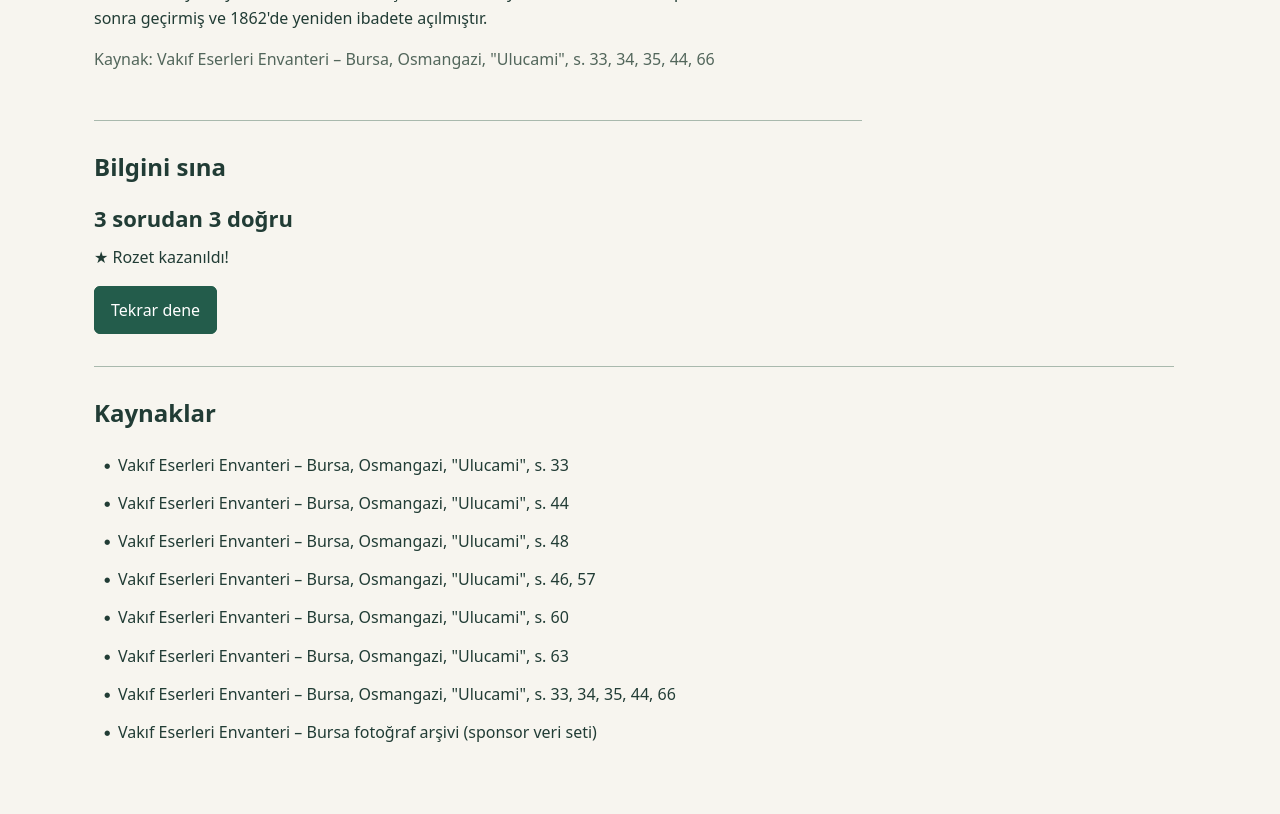 sonra geçirmiş ve 1862'de yeniden ibadete açılmıştır.
Kaynak: Vakıf Eserleri Envanteri – Bursa, Osmangazi, "Ulucami", s. 33, 34, 35, 44, 66
Bilgini sına
3 sorudan 3 doğru
★ Rozet kazanıldı!
Tekrar dene
Kaynaklar
• Vakıf Eserleri Envanteri – Bursa, Osmangazi, "Ulucami", s. 33
• Vakıf Eserleri Envanteri – Bursa, Osmangazi, "Ulucami", s. 44
• Vakıf Eserleri Envanteri – Bursa, Osmangazi, "Ulucami", s. 48
• Vakıf Eserleri Envanteri – Bursa, Osmangazi, "Ulucami", s. 46, 57
• Vakıf Eserleri Envanteri – Bursa, Osmangazi, "Ulucami", s. 60
• Vakıf Eserleri Envanteri – Bursa, Osmangazi, "Ulucami", s. 63
• Vakıf Eserleri Envanteri – Bursa, Osmangazi, "Ulucami", s. 33, 34, 35, 44, 66
• Vakıf Eserleri Envanteri – Bursa fotoğraf arşivi (sponsor veri seti)